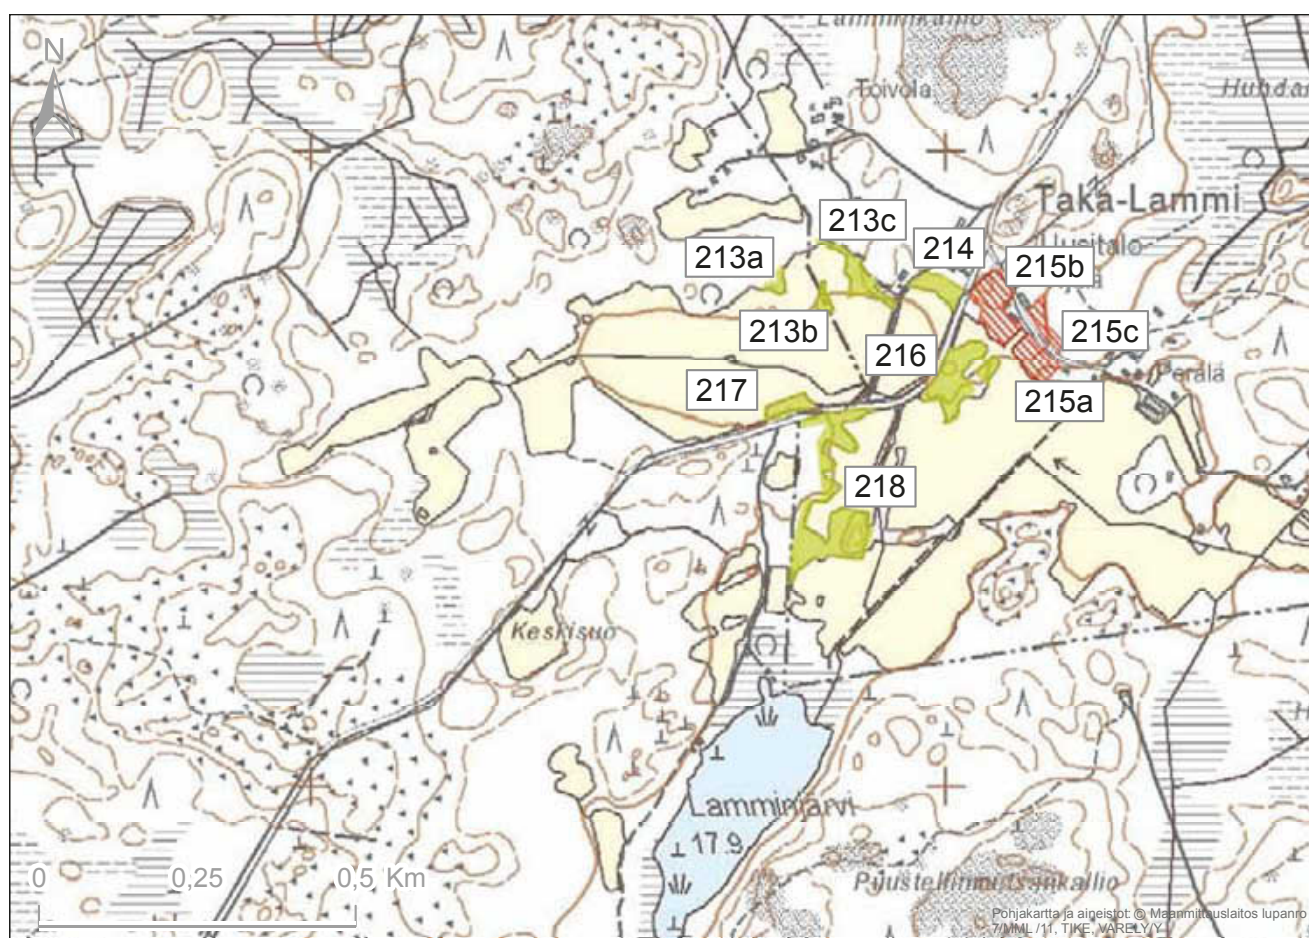 N
Toivola
213c
Taka-Lammi
213a
214
215b
213b
215c
216
Perälä
217
215a
218
Keskisuo
Lamminjärvi
17.9
0 0,25 0,5 Km
Pohjakartta ja aineistot: © Maanmittauslaitos lupanro
7/MML /11, TIKE, VARELY/Y